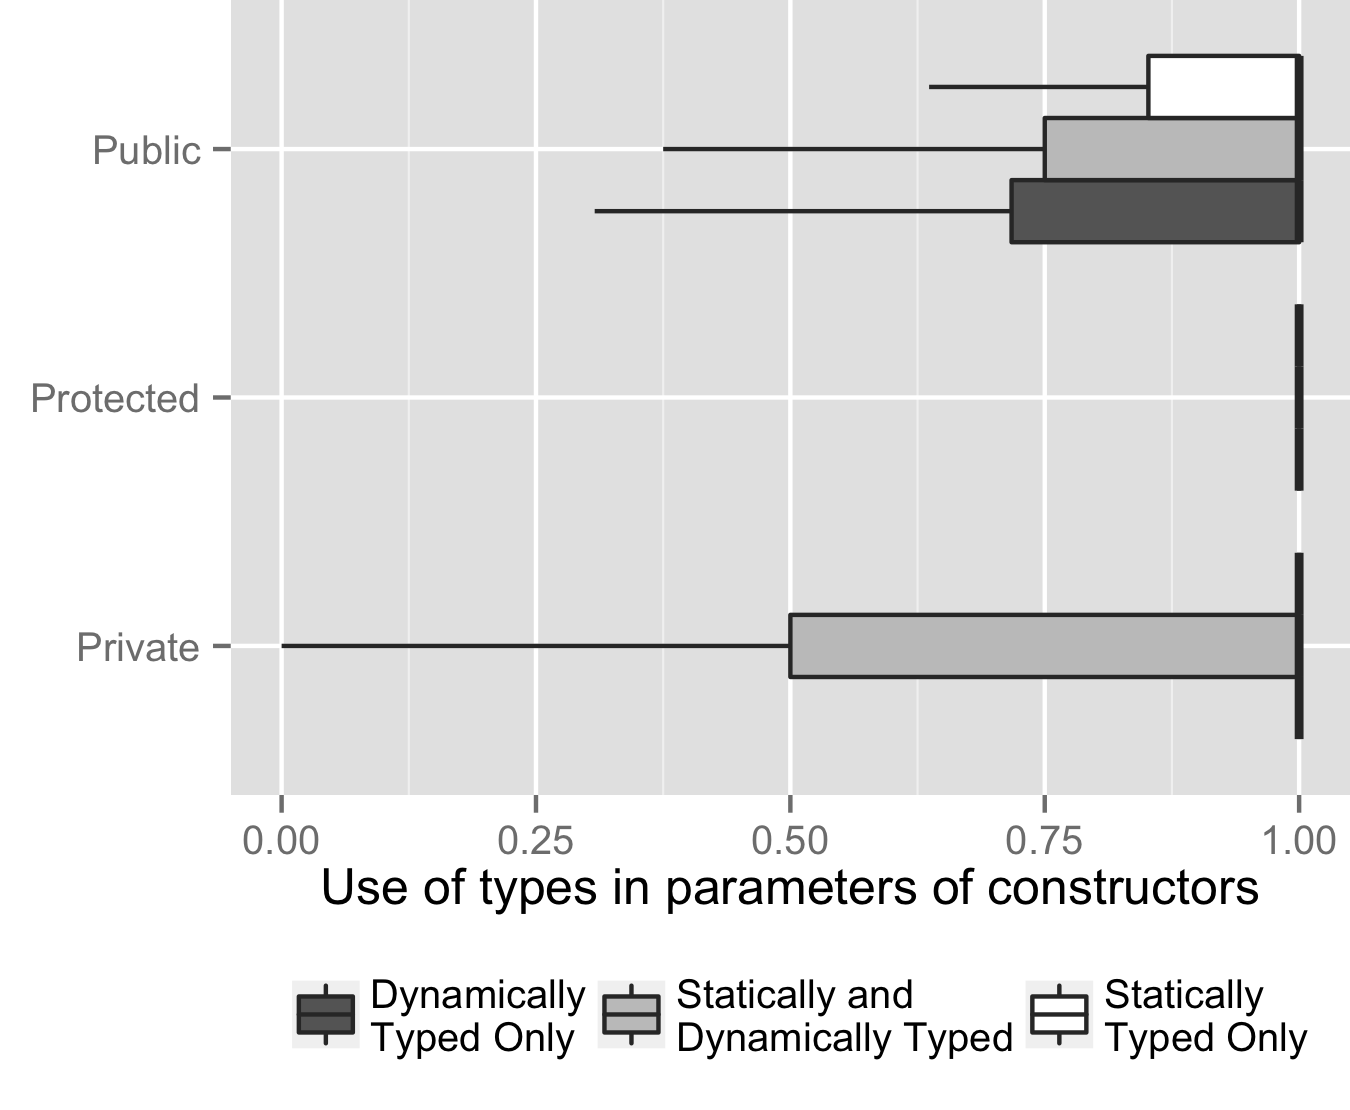 Public
Protected
Private
0.00 0.25 0.50 0.75 1.00
Use of types in parameters of constructors
Dynamically
Typed Only
Statically and
Dynamically Typed
Statically
Typed Only